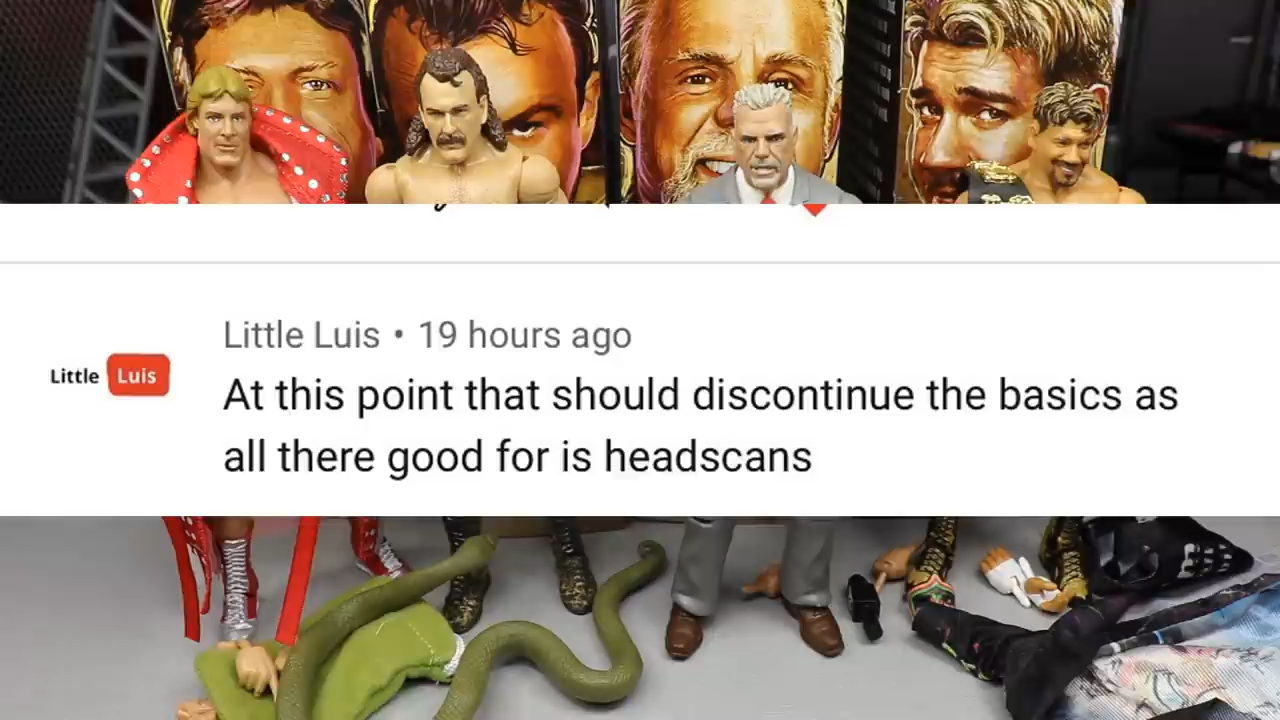 Little Luis • 19 hours ago
Little Luis
At this point that should discontinue the basics as
all there good for is headscans